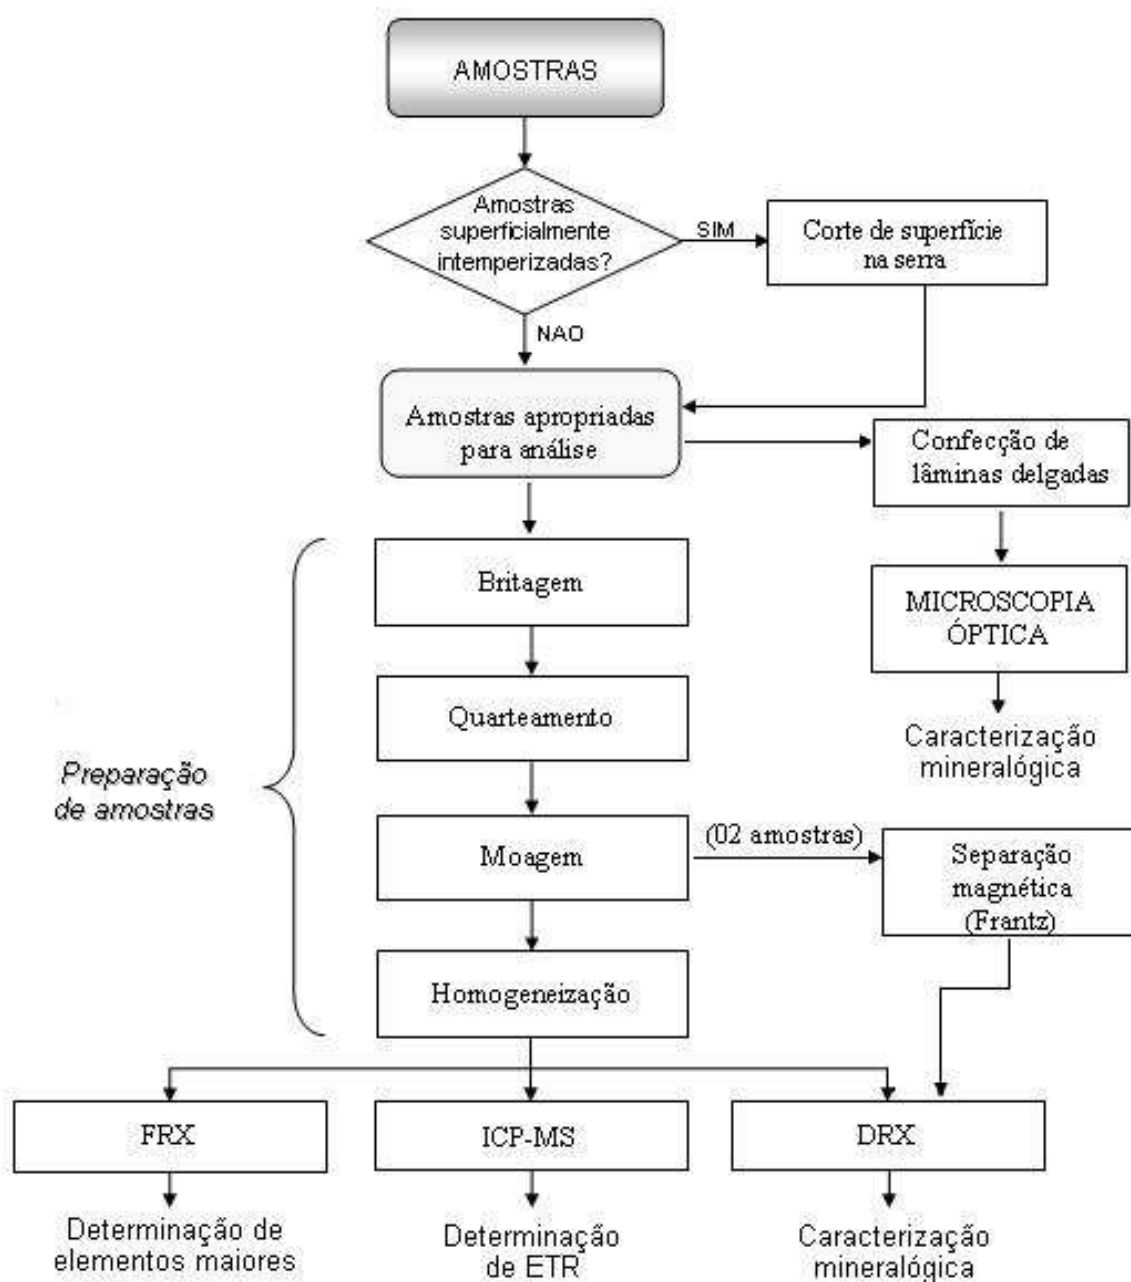 AMOSTRAS
Amostras
superficialmente
intemperizadas?
SIM
Corte de superfície
na serra
NAO
Amostras apropriadas
para análise
Confecção de
lâminas delgadas
Britagem
MICROSCOPIA
ÓPTICA
Quarteamento
Caracterização
mineralógica
Preparação
de amostras
Moagem
(02 amostras)
Separação
magnética
(Frantz)
Homogeneização
FRX
ICP-MS
DRX
Determinação de
elementos maiores
Determinação
de ETR
Caracterização
mineralógica